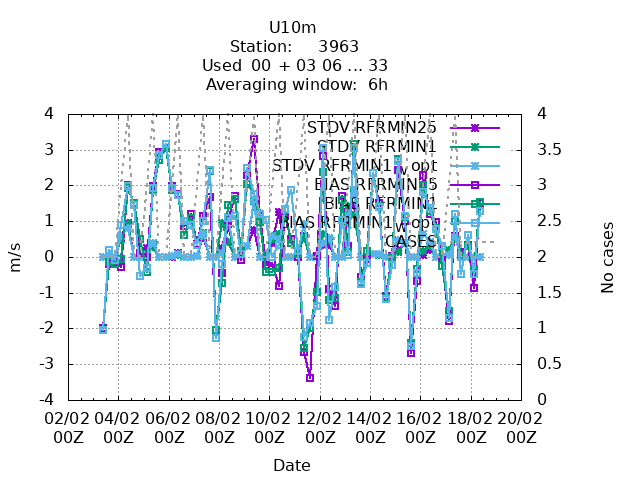 U10m
Station: 3963
Used 00 + 03 06 ... 33
Averaging window: 6h
4 4
STDV RFRMIN25
3 3.5
STDV RFRMIN1
STDV RFRMIN1_w_opt
2 3
BIAS RFRMIN25
BIAS RFRMIN1
1 2.5
BIAS RFRMIN1_w_opt
CASES
0 2
-1 1.5
-2 1
-3 0.5
-4 0
m/s
No cases
02/02 04/02 06/02 08/02 10/02 12/02 14/02 16/02 18/02 20/02
00Z 00Z 00Z 00Z 00Z 00Z 00Z 00Z 00Z 00Z
Date